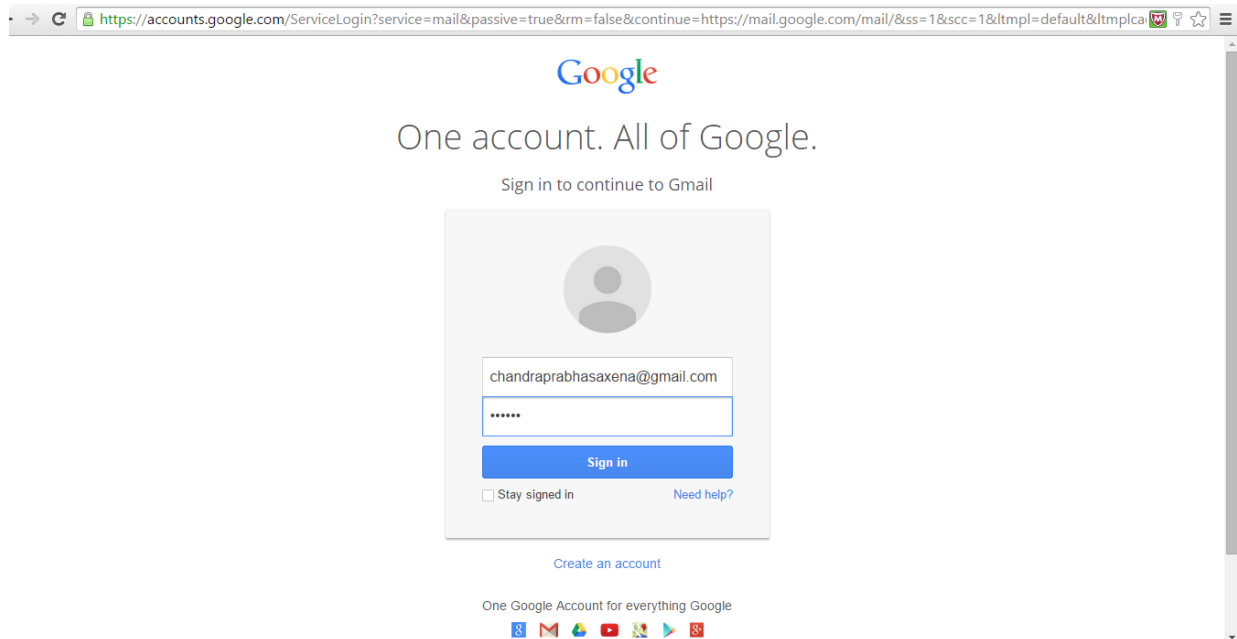 https://accounts.google.com/ServiceLogin?service=mail&passive=true&rm=false&continue=https://mail.google.com/mail/&ss=1&scc=1&ltmpl=default&ltmplca
Google
One account. All of Google.
Sign in to continue to Gmail
chandraprabhasaxena@gmail.com
••••••
Sign in
Stay signed in Need help?
Create an account
One Google Account for everything Google